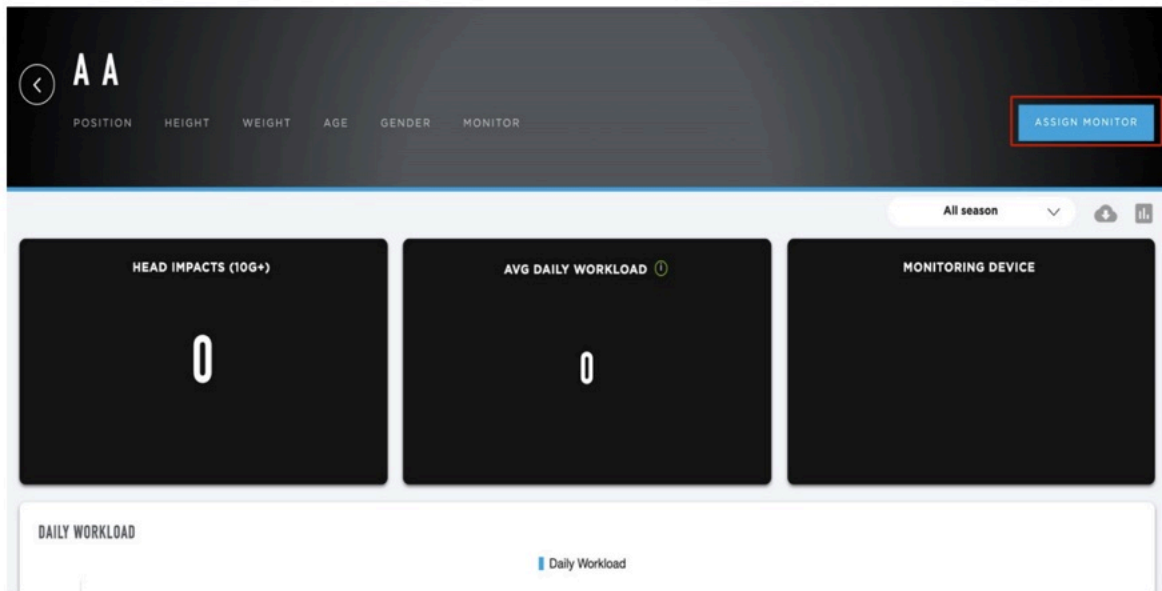 A A
POSITION HEIGHT WEIGHT AGE GENDER MONITOR
ASSIGN MONITOR
All season
HEAD IMPACTS (10G+)
0
AVG DAILY WORKLOAD
0
MONITORING DEVICE
DAILY WORKLOAD
Daily Workload